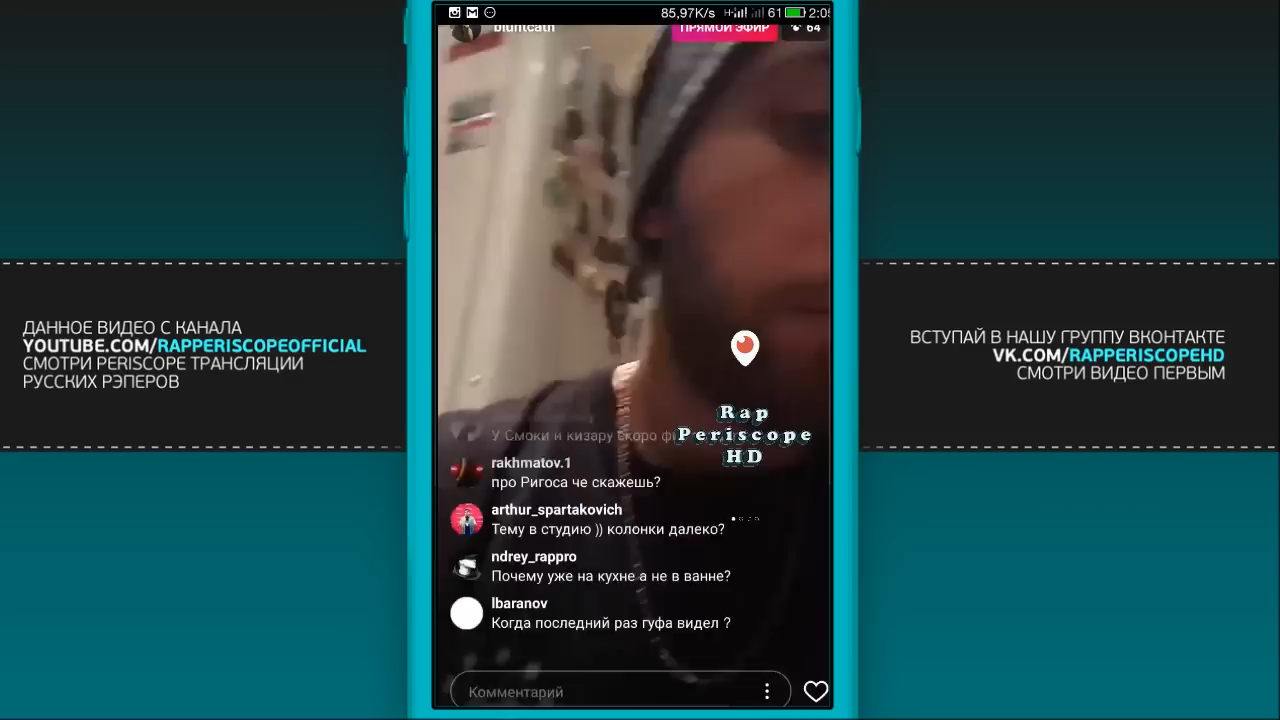 85,97K/s H 61 2:05
bluntcath
ПРЯМОЙ ЭФИР
64
ДАННОЕ ВИДЕО С КАНАЛА
YOUTUBE.COM/RAPPERISCOPEOFFICIAL
СМОТРИ PERISCOPE ТРАНСЛЯЦИИ
РУССКИХ РЭПЕРОВ
ВСТУПАЙ В НАШУ ГРУППУ ВКОНТАКТЕ
VK.COM/RAPPERISCOPEHD
СМОТРИ ВИДЕО ПЕРВЫМ
Rap
Periscope
HD
У Смоки и кизару скоро
rakhmatov.1
про Ригоса че скажешь?
arthur_spartakovich
Тему в студию )) колонки далеко?
ndrey_rappro
Почему уже на кухне а не в ванне?
lbaranov
Когда последний раз гуфа видел ?
Комментарий